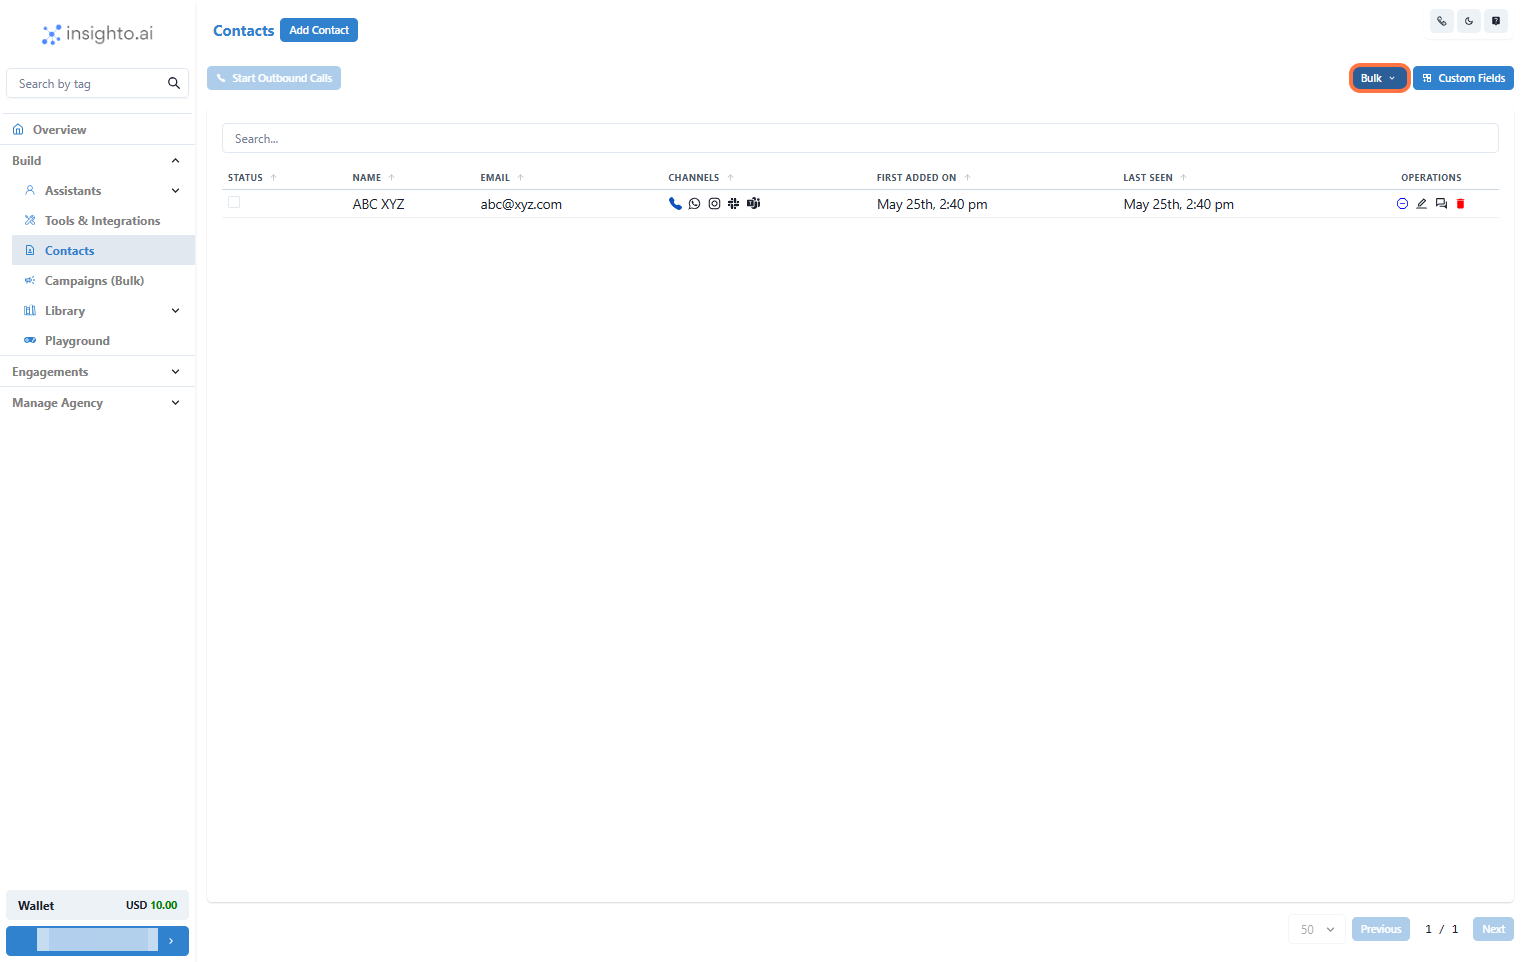 insighto.ai
Search by tag
Overview
Build
Assistants
Tools & Integrations
Contacts
Campaigns (Bulk)
Library
Playground
Engagements
Manage Agency
Wallet USD 10.00
Contacts Add Contact
Start Outbound Calls Bulk Custom Fields
Search...
STATUS NAME EMAIL CHANNELS FIRST ADDED ON LAST SEEN OPERATIONS
ABC XYZ abc@xyz.com May 25th, 2:40 pm May 25th, 2:40 pm
50 Previous 1 / 1 Next